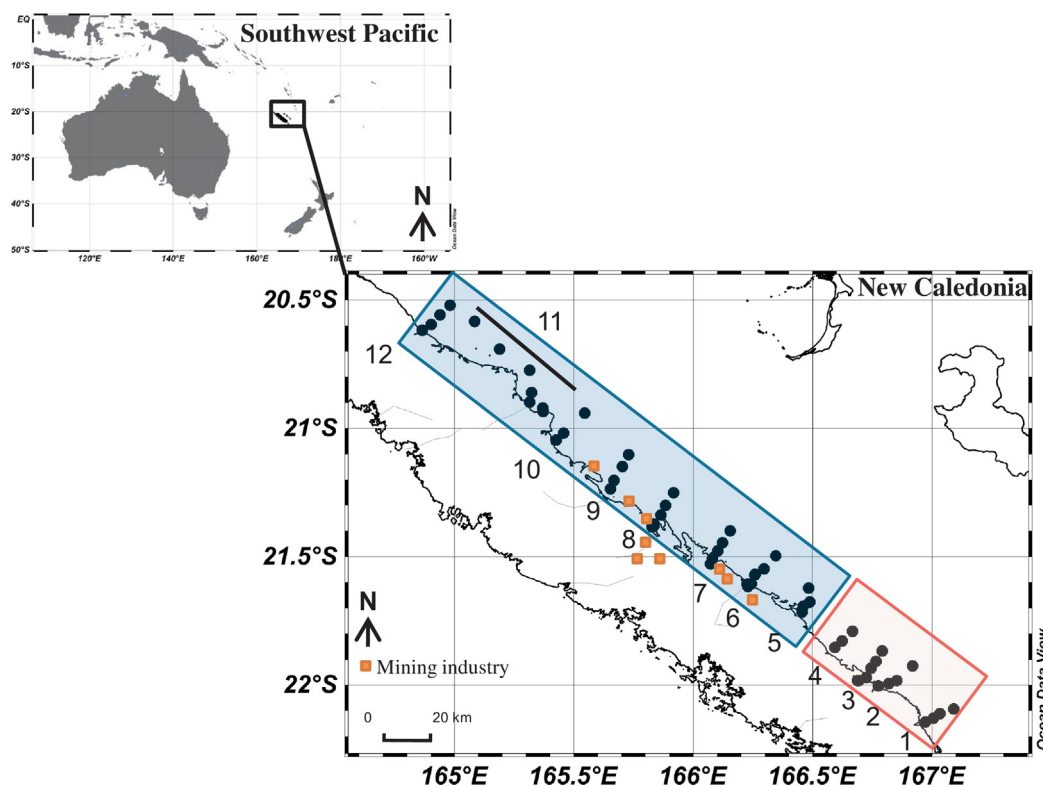 Southwest Pacific
EQ
10°S
20°S
30°S
40°S
50°S
N
Ocean Data View
120°E
140°E
160°E
180°E
160°W
New Caledonia
20.5°S
21°S
21.5°S
22°S
11
12
10
9
8
7
6
5
4
3
2
1
N
Mining industry
0 20 km
Ocean Data View
165°E
165.5°E
166°E
166.5°E
167°E